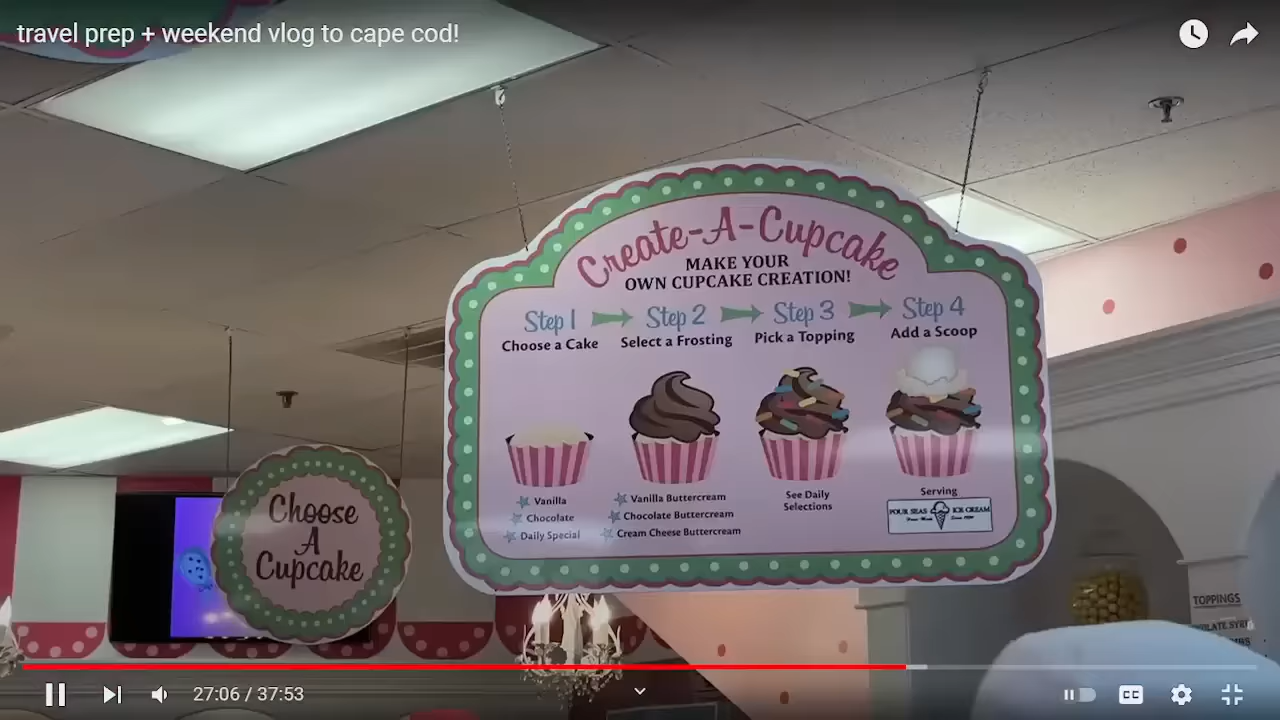 travel prep + weekend vlog to cape cod!
Create-A-Cupcake
MAKE YOUR
OWN CUPCAKE CREATION!
Step 1 Step 2 Step 3 Step 4
Choose a Cake Select a Frosting Pick a Topping Add a Scoop
Vanilla
Chocolate
Daily Special
Vanilla Buttercream
Chocolate Buttercream
Cream Cheese Buttercream
See Daily
Selections
Serving
FOUR SEAS ICE CREAM
Choose
A
Cupcake
TOPPINGS
27:06 / 37:53
CC